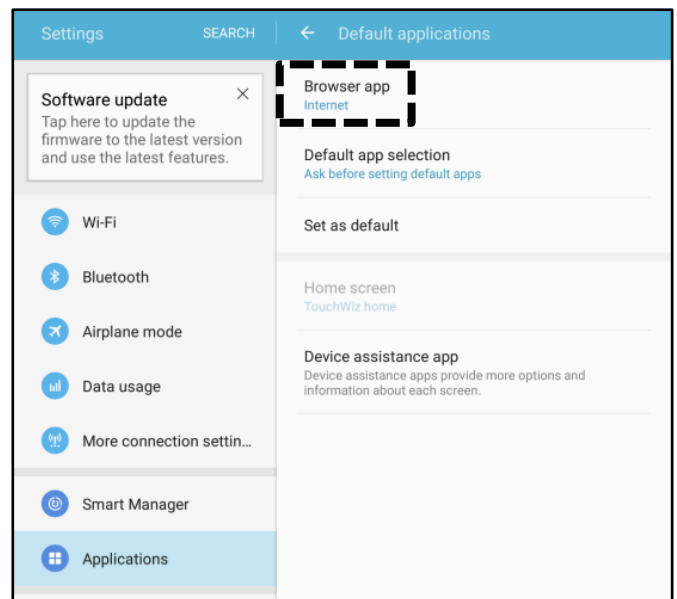 Settings
SEARCH
Default applications
Software update
Tap here to update the
firmware to the latest version
and use the latest features.
Wi-Fi
Bluetooth
Airplane mode
Data usage
More connection settin...
Smart Manager
Applications
Browser app
Internet
Default app selection
Ask before setting default apps
Set as default
Home screen
TouchWiz home
Device assistance app
Device assistance apps provide more options and
information about each screen.